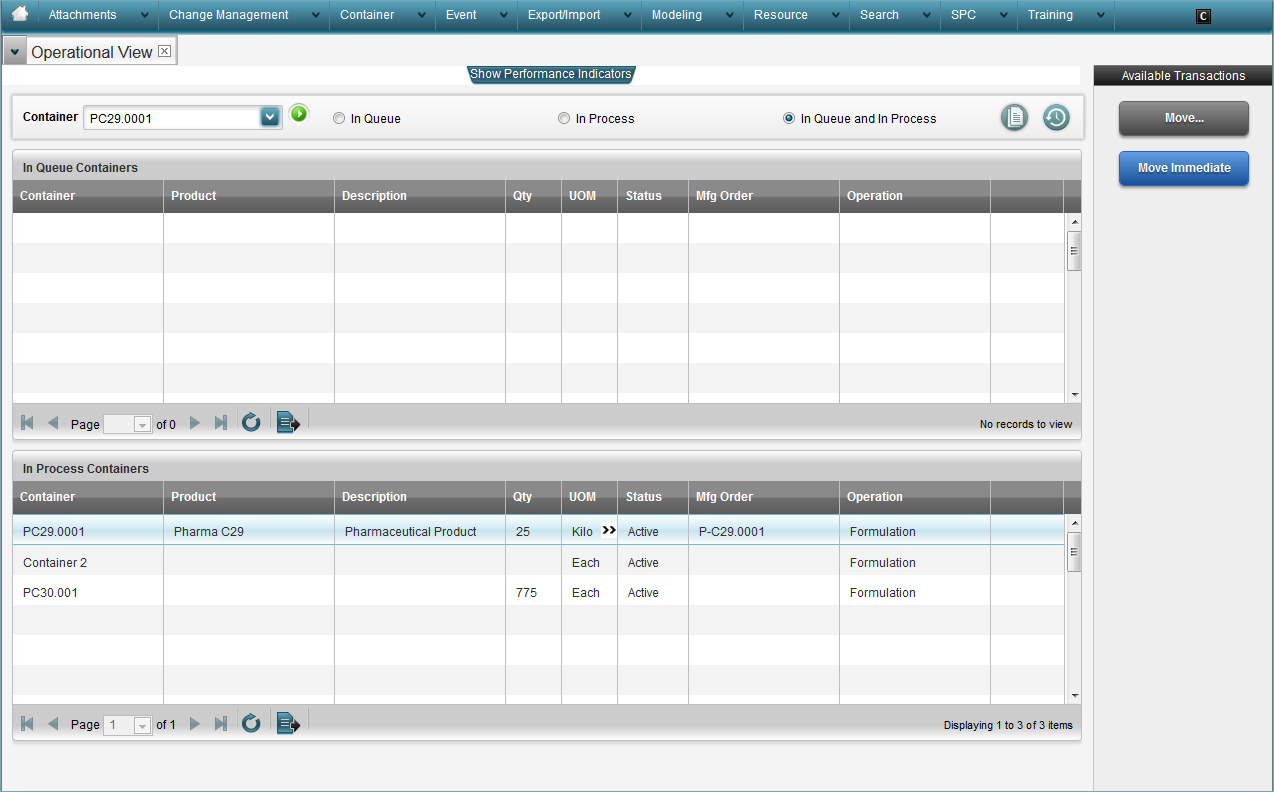 Attachments Change Management Container Event Export/Import Modeling Resource Search SPC Training C
Operational View
Show Performance Indicators
Available Transactions
Container PC29.0001 In Queue In Process In Queue and In Process
Move...
Move Immediate
In Queue Containers
Container Product Description Qty UOM Status Mfg Order Operation
Page of 0 No records to view
In Process Containers
Container Product Description Qty UOM Status Mfg Order Operation
PC29.0001 Pharma C29 Pharmaceutical Product 25 Kilo Active P-C29.0001 Formulation
Container 2 Each Active Formulation
PC30.001 775 Each Active Formulation
Page 1 of 1 Displaying 1 to 3 of 3 items